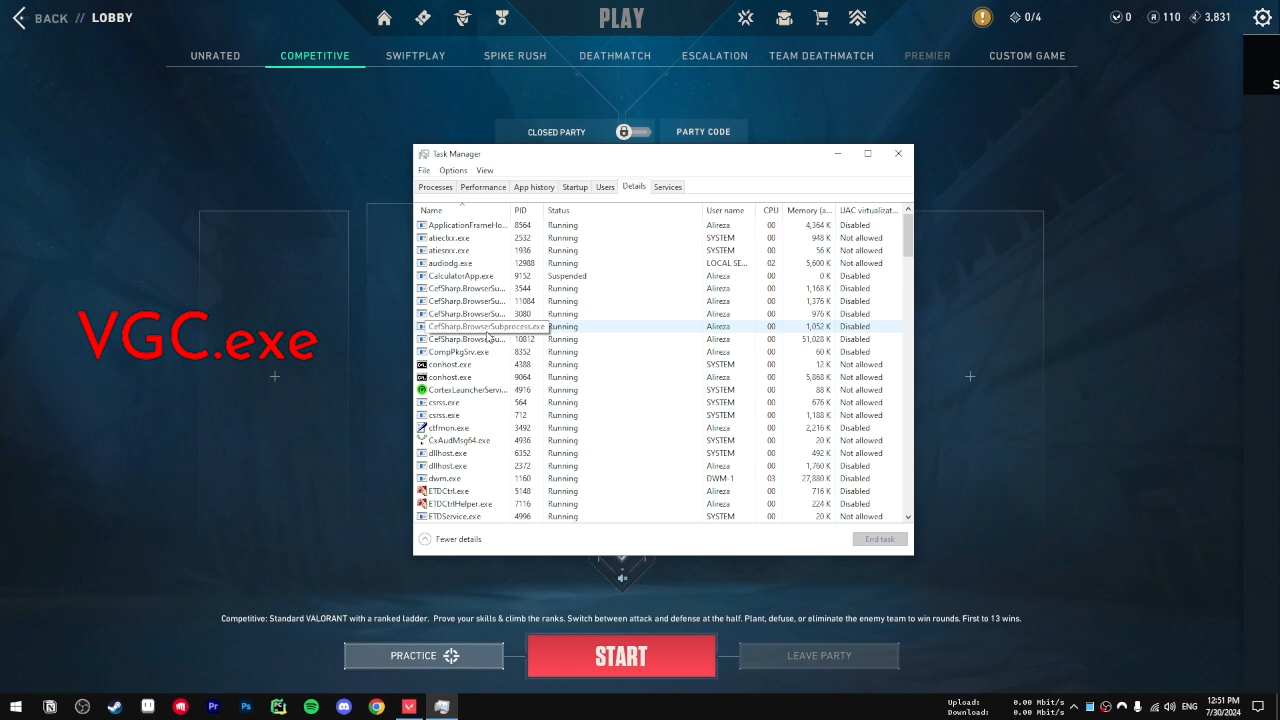 BACK // LOBBY
PLAY
0/4
0
110
3,831
UNRATED
COMPETITIVE
SWIFTPLAY
SPIKE RUSH
DEATHMATCH
ESCALATION
TEAM DEATHMATCH
PREMIER
CUSTOM GAME
S
CLOSED PARTY
PARTY CODE
Task Manager
File Options View
Processes Performance App history Startup Users Details Services
Name PID Status User name CPU Memory (a... UAC virtualizat...
ApplicationFrameHo... 8564 Running Alireza 00 4,364 K Disabled
atieclxx.exe 2532 Running SYSTEM 00 948 K Not allowed
atiesrxx.exe 1936 Running SYSTEM 00 56 K Not allowed
audiodg.exe 12988 Running LOCAL SE... 02 5,600 K Not allowed
CalculatorApp.exe 9152 Suspended Alireza 00 0 K Disabled
CefSharp.BrowserSu... 3544 Running Alireza 00 1,168 K Disabled
CefSharp.BrowserSu... 11084 Running Alireza 00 1,376 K Disabled
CefSharp.BrowserSu... 3080 Running Alireza 00 976 K Disabled
CefSharp.BrowserSubprocess.exe Running Alireza 00 1,052 K Disabled
CefSharp.BrowserSu... 10812 Running Alireza 00 51,028 K Disabled
CompPkgSrv.exe 8352 Running Alireza 00 60 K Disabled
conhost.exe 4388 Running SYSTEM 00 12 K Not allowed
conhost.exe 9064 Running Alireza 00 5,868 K Disabled
CortexLauncherServi... 4916 Running SYSTEM 00 88 K Not allowed
csrss.exe 564 Running SYSTEM 00 676 K Not allowed
csrss.exe 712 Running SYSTEM 00 1,188 K Not allowed
ctfmon.exe 3492 Running Alireza 00 2,216 K Disabled
CxAudMsg64.exe 4936 Running SYSTEM 00 20 K Not allowed
dllhost.exe 6352 Running SYSTEM 00 492 K Not allowed
dllhost.exe 2372 Running Alireza 00 1,760 K Disabled
dwm.exe 1160 Running DWM-1 03 27,880 K Disabled
ETDCtrl.exe 5148 Running Alireza 00 716 K Disabled
ETDCtrlHelper.exe 7116 Running Alireza 00 224 K Disabled
ETDService.exe 4996 Running SYSTEM 00 20 K Not allowed
Fewer details
End task
VGC.exe
Competitive: Standard VALORANT with a ranked ladder. Prove your skills & climb the ranks. Switch between attack and defense at the half. Plant, defuse, or eliminate the enemy team to win rounds. First to 13 wins.
PRACTICE
START
LEAVE PARTY
Upload: 0.00 Mbit/s
Download: 0.00 Mbit/s
ENG
12:51 PM
7/30/2024